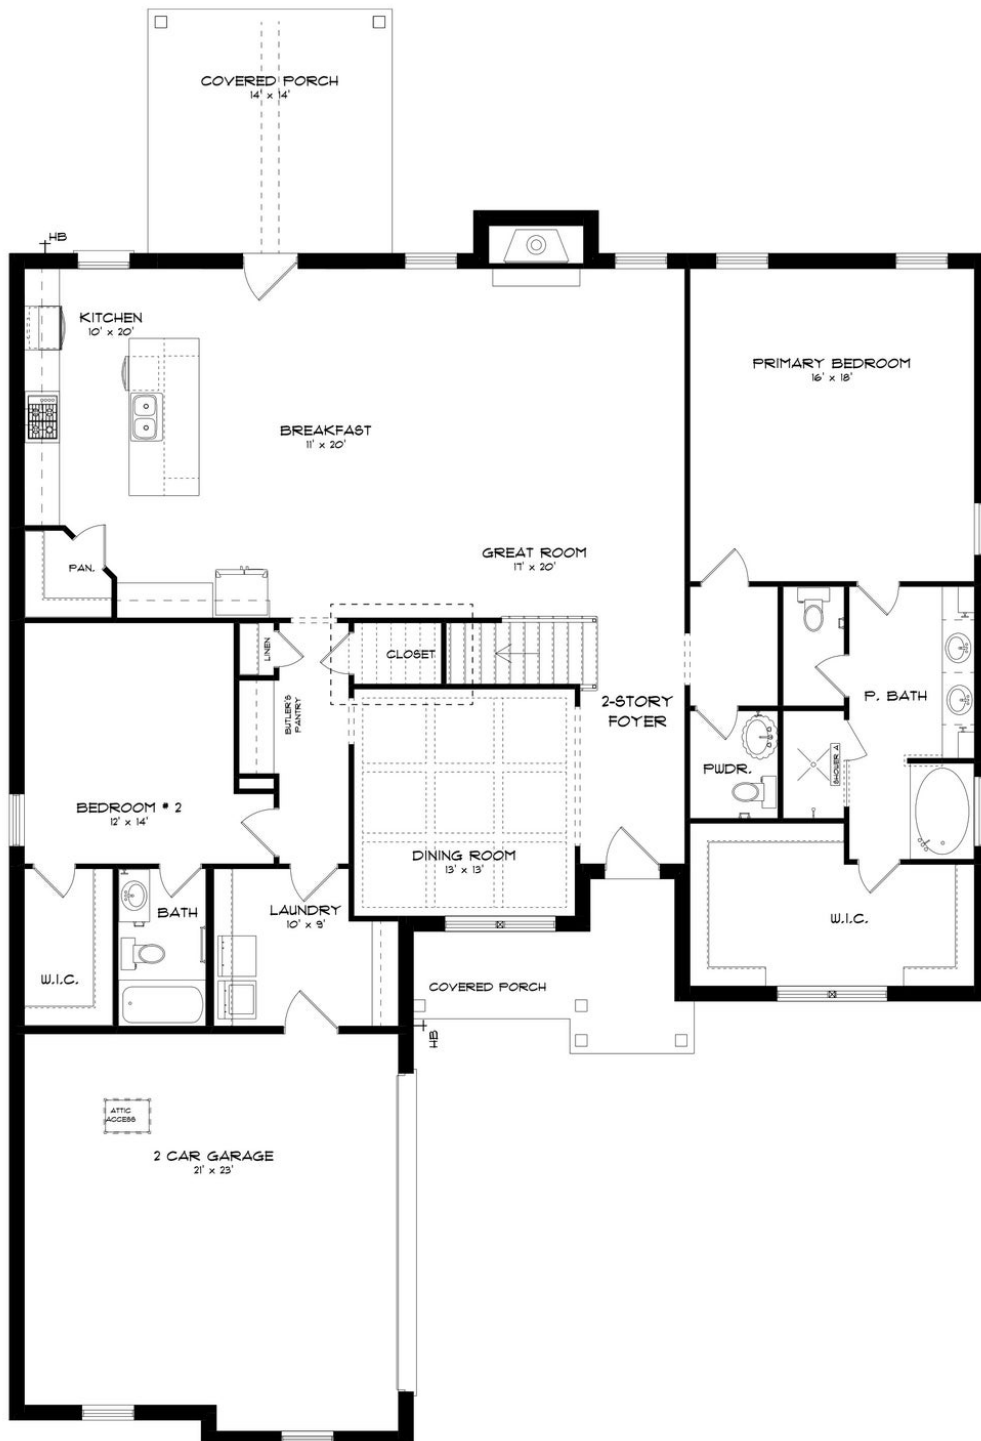 COVERED PORCH
14' x 14'
HB
KITCHEN
10' x 20'
PRIMARY BEDROOM
16' x 18'
BREAKFAST
11' x 20'
GREAT ROOM
17' x 20'
PAN.
LINEN
CLOSET
BUTLER'S
PANTRY
2-STORY
FOYER
P. BATH
PWDR.
SHOWER A
BEDROOM # 2
12' x 14'
DINING ROOM
13' x 13'
BATH
LAUNDRY
10' x 9'
W.I.C.
W.I.C.
COVERED PORCH
HB
ATTIC
ACCESS
2 CAR GARAGE
21' x 23'